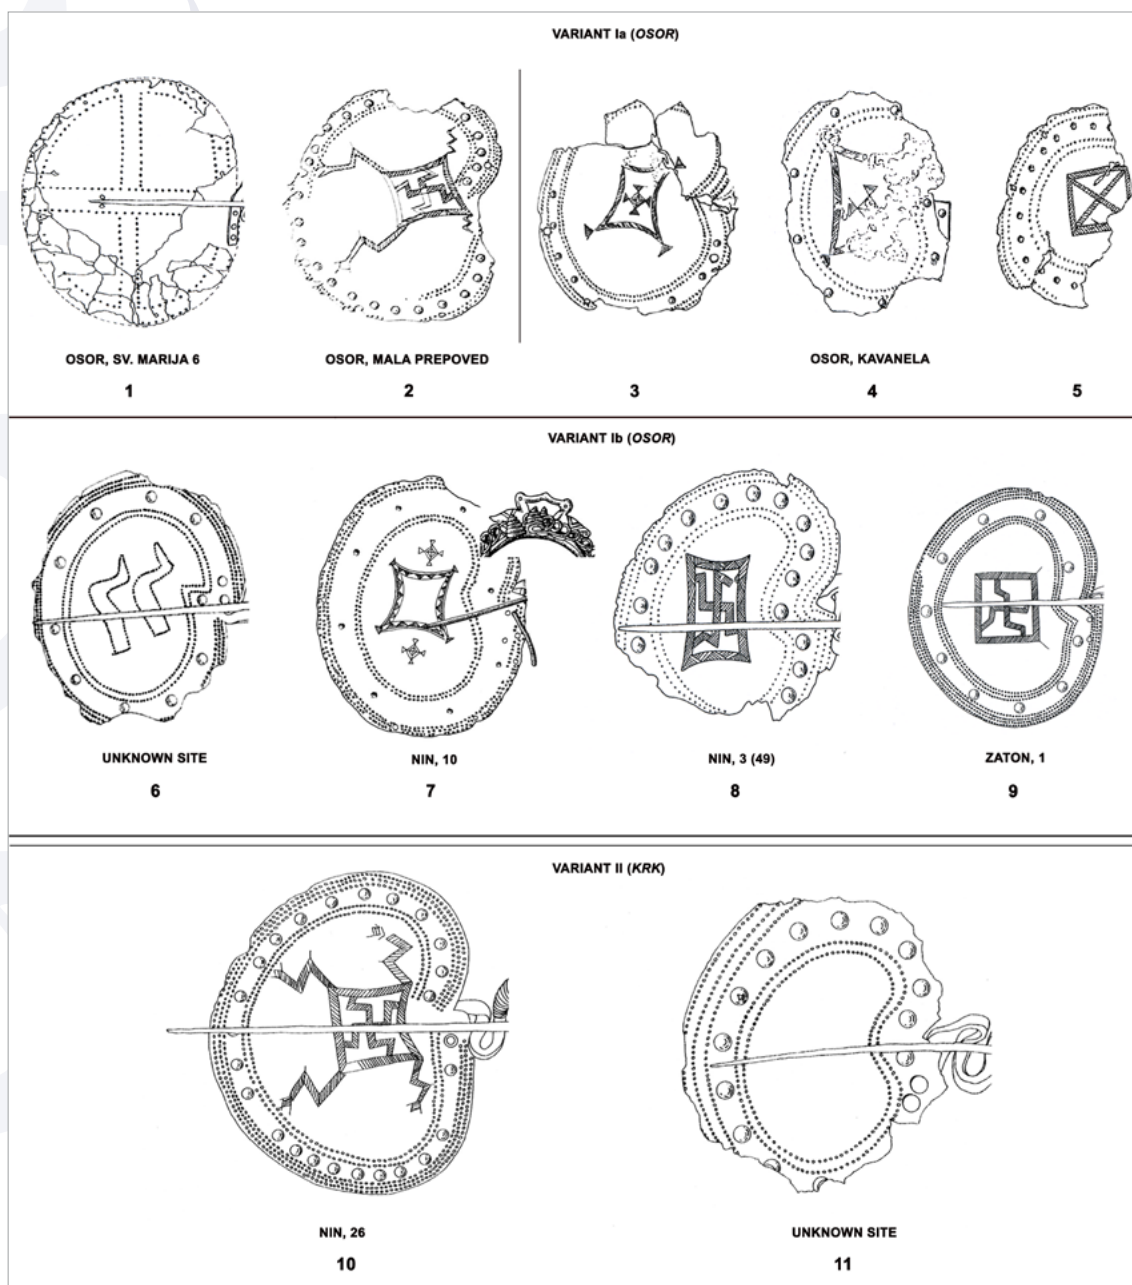 VARIANT Ia (OSOR)
OSOR, SV. MARIJA 6
OSOR, MALA PREPOVED
OSOR, KAVANELA
1
2
3
4
5
VARIANT Ib (OSOR)
UNKNOWN SITE
NIN, 10
NIN, 3 (49)
ZATON, 1
6
7
8
9
VARIANT II (KRK)
NIN, 26
UNKNOWN SITE
10
11